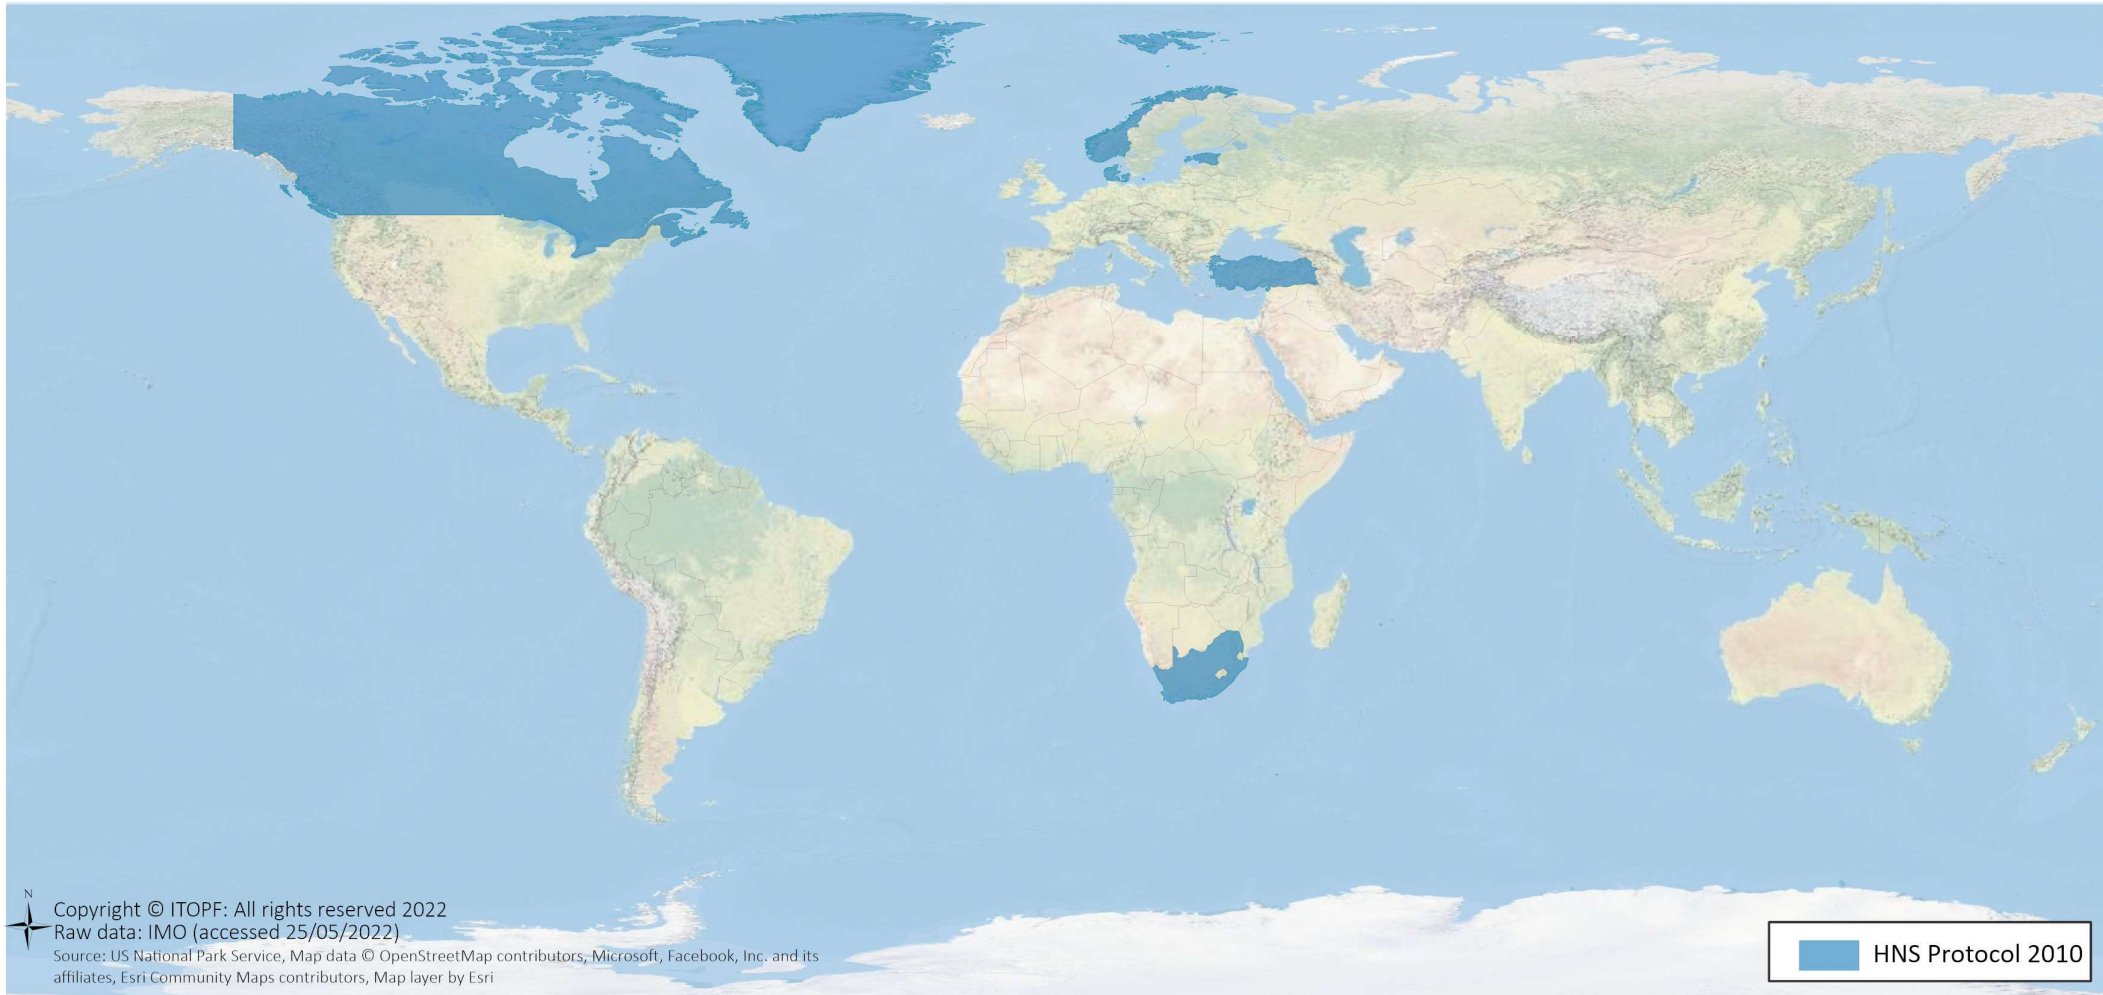 N
Copyright © ITOPF: All rights reserved 2022
Raw data: IMO (accessed 25/05/2022)
Source: US National Park Service, Map data © OpenStreetMap contributors, Microsoft, Facebook, Inc. and its
affiliates, Esri Community Maps contributors, Map layer by Esri
HNS Protocol 2010